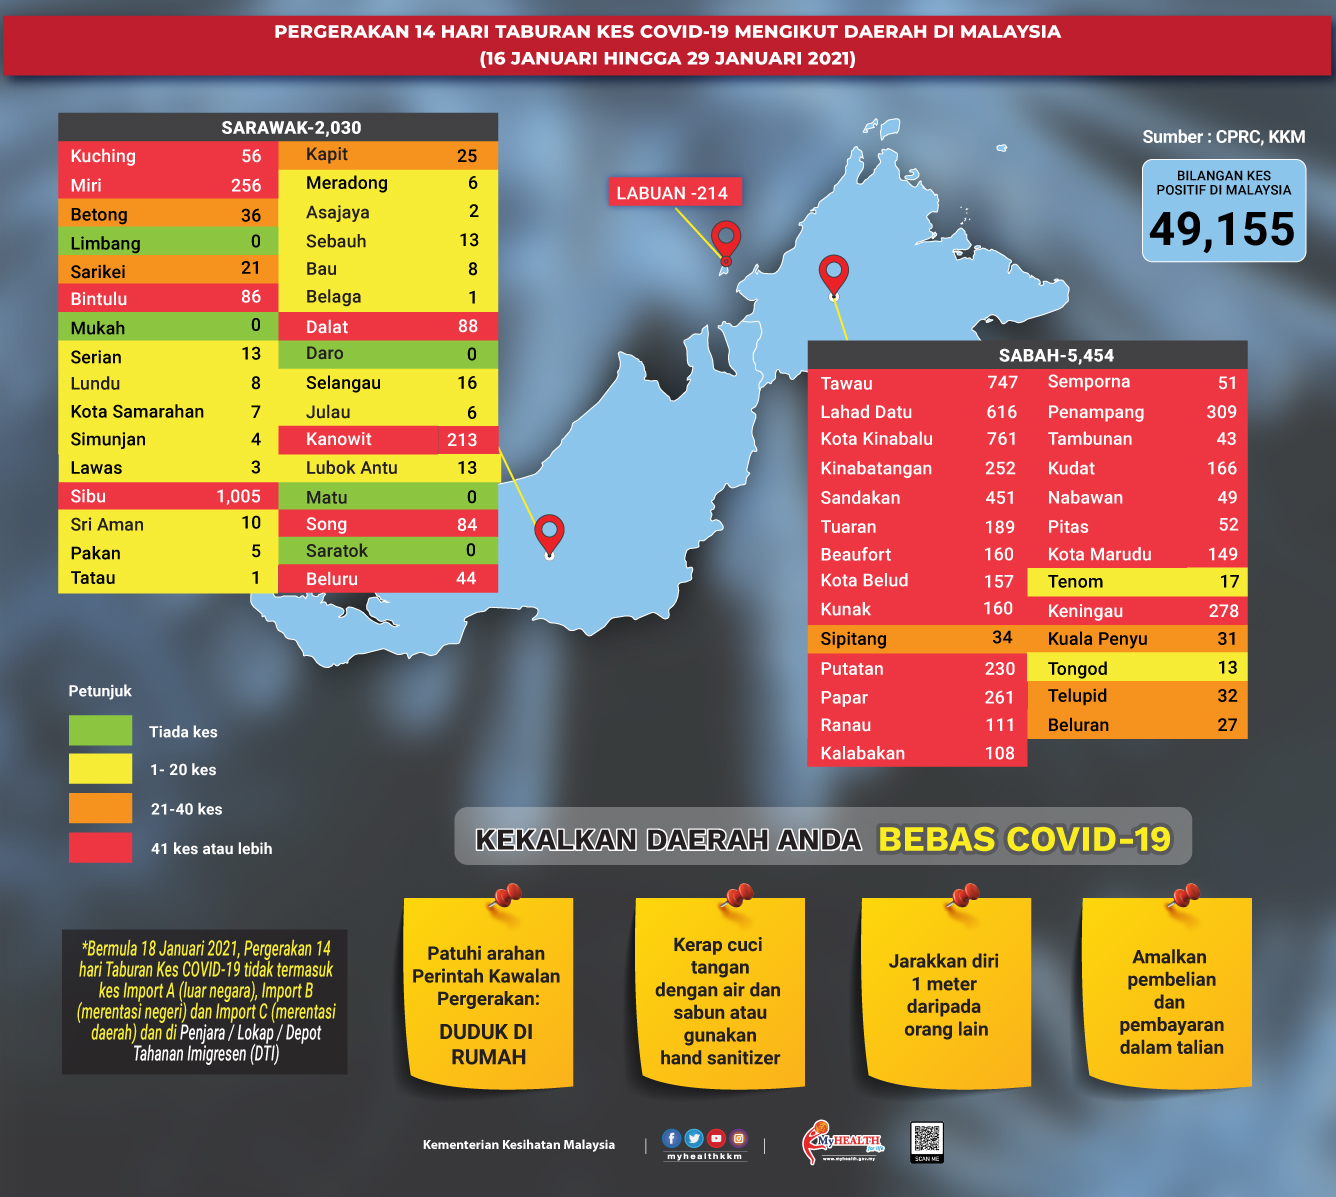 PERGERAKAN 14 HARI TABURAN KES COVID-19 MENGIKUT DAERAH DI MALAYSIA
(16 JANUARI HINGGA 29 JANUARI 2021)
SARAWAK-2,030
Kuching 56
Miri 256
Betong 36
Limbang 0
Sarikei 21
Bintulu 86
Mukah 0
Serian 13
Lundu 8
Kota Samarahan 7
Simunjan 4
Lawas 3
Sibu 1,005
Sri Aman 10
Pakan 5
Tatau 1
Kapit 25
Meradong 6
Asajaya 2
Sebauh 13
Bau 8
Belaga 1
Dalat 88
Daro 0
Selangau 16
Julau 6
Kanowit 213
Lubok Antu 13
Matu 0
Song 84
Saratok 0
Beluru 44
LABUAN -214
Sumber : CPRC, KKM
BILANGAN KES
POSITIF DI MALAYSIA
49,155
SABAH-5,454
Tawau 747
Lahad Datu 616
Kota Kinabalu 761
Kinabatangan 252
Sandakan 451
Tuaran 189
Beaufort 160
Kota Belud 157
Kunak 160
Sipitang 34
Putatan 230
Papar 261
Ranau 111
Kalabakan 108
Semporna 51
Penampang 309
Tambunan 43
Kudat 166
Nabawan 49
Pitas 52
Kota Marudu 149
Tenom 17
Keningau 278
Kuala Penyu 31
Tongod 13
Telupid 32
Beluran 27
Petunjuk
Tiada kes
1- 20 kes
21-40 kes
41 kes atau lebih
KEKALKAN DAERAH ANDA BEBAS COVID-19
*Bermula 18 Januari 2021, Pergerakan 14
hari Taburan Kes COVID-19 tidak termasuk
kes Import A (luar negara), Import B
(merentasi negeri) dan Import C (merentasi
daerah) dan di Penjara / Lokap / Depot
Tahanan Imigresen (DTI)
Patuhi arahan
Perintah Kawalan
Pergerakan:
DUDUK DI
RUMAH
Kerap cuci
tangan
dengan air dan
sabun atau
gunakan
hand sanitizer
Jarakkan diri
1 meter
daripada
orang lain
Amalkan
pembelian
dan
pembayaran
dalam talian
Kementerian Kesihatan Malaysia
myhealthkkm
MyHEALTH
for life
www.myhealth.gov.my
SCAN ME